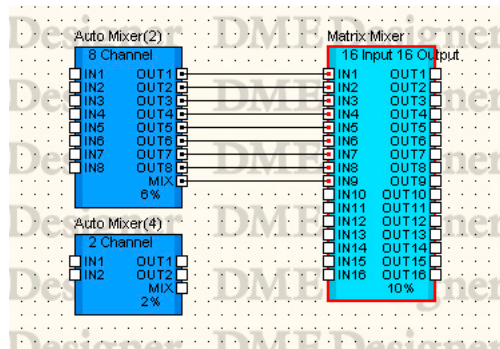 DME Designer
Auto Mixer(2)
8 Channel
IN1 OUT1
IN2 OUT2
IN3 OUT3
IN4 OUT4
IN5 OUT5
IN6 OUT6
IN7 OUT7
IN8 OUT8
MIX
6%
Auto Mixer(4)
2 Channel
IN1 OUT1
IN2 OUT2
MIX
2%
Matrix Mixer
16 Input 16 Output
IN1 OUT1
IN2 OUT2
IN3 OUT3
IN4 OUT4
IN5 OUT5
IN6 OUT6
IN7 OUT7
IN8 OUT8
IN9 OUT9
IN10 OUT10
IN11 OUT11
IN12 OUT12
IN13 OUT13
IN14 OUT14
IN15 OUT15
IN16 OUT16
10%